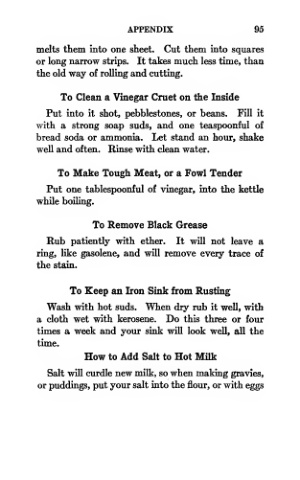 APPENDIX 95
melts them into one sheet. Cut them into squares
or long narrow strips. It takes much less time, than
the old way of rolling and cutting.
To Clean a Vinegar Cruet on the Inside
Put into it shot, pebblestones, or beans. Fill it
with a strong soap suds, and one teaspoonful of
bread soda or ammonia. Let stand an hour, shake
well and often. Rinse with clean water.
To Make Tough Meat, or a Fowl Tender
Put one tablespoonful of vinegar, into the kettle
while boiling.
To Remove Black Grease
Rub patiently with ether. It will not leave a
ring, like gasolene, and will remove every trace of
the stain.
To Keep an Iron Sink from Rusting
Wash with hot suds. When dry rub it well, with
a cloth wet with kerosene. Do this three or four
times a week and your sink will look well, all the
time.
How to Add Salt to Hot Milk
Salt will curdle new milk, so when making gravies,
or puddings, put your salt into the flour, or with eggs